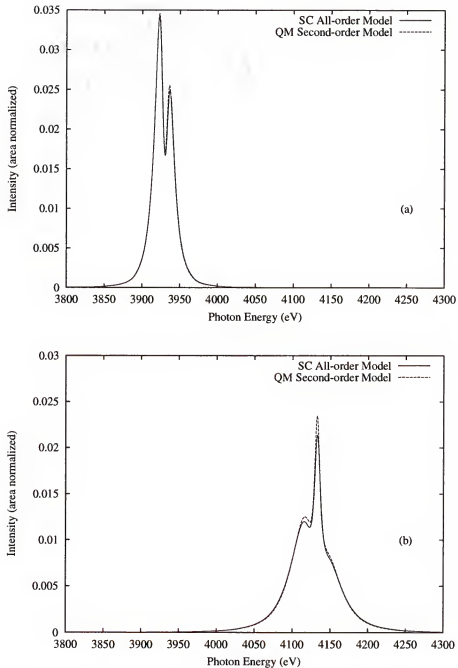 0.035
0.03
0.025
0.02
0.015
0.01
0.005
0
Intensity (area normalized)
SC All-order Model
QM Second-order Model
(a)
3800 3850 3900 3950 4000 4050 4100 4150 4200 4250 4300
Photon Energy (eV)
0.03
0.025
0.02
0.015
0.01
0.005
0
Intensity (area normalized)
SC All-order Model
QM Second-order Model
(b)
3800 3850 3900 3950 4000 4050 4100 4150 4200 4250 4300
Photon Energy (eV)